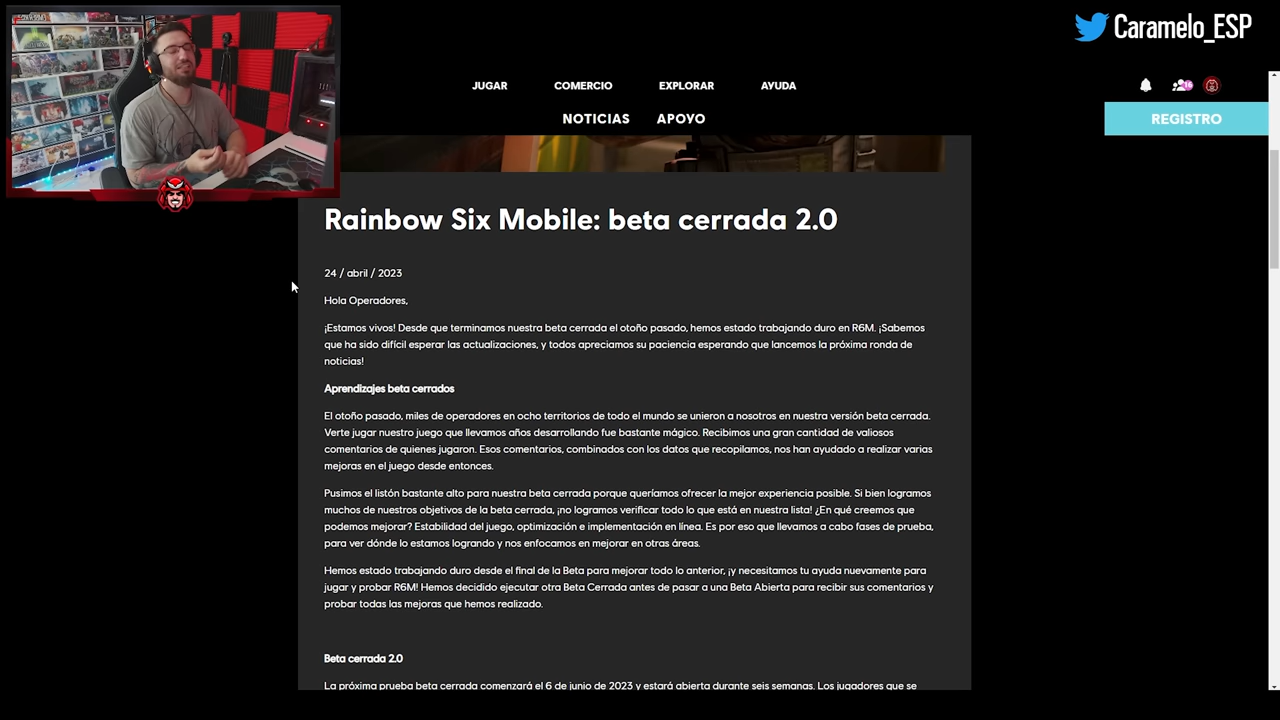 Caramelo_ESP
JUGAR COMERCIO EXPLORAR AYUDA
NOTICIAS APOYO
REGISTRO
Rainbow Six Mobile: beta cerrada 2.0
24 / abril / 2023
Hola Operadores,
¡Estamos vivos! Desde que terminamos nuestra beta cerrada el otoño pasado, hemos estado trabajando duro en R6M. ¡Sabemos
que ha sido difícil esperar las actualizaciones, y todos apreciamos su paciencia esperando que lancemos la próxima ronda de
noticias!
Aprendizajes beta cerrados
El otoño pasado, miles de operadores en ocho territorios de todo el mundo se unieron a nosotros en nuestra versión beta cerrada.
Verte jugar nuestro juego que llevamos años desarrollando fue bastante mágico. Recibimos una gran cantidad de valiosos
comentarios de quienes jugaron. Esos comentarios, combinados con los datos que recopilamos, nos han ayudado a realizar varias
mejoras en el juego desde entonces.
Pusimos el listón bastante alto para nuestra beta cerrada porque queríamos ofrecer la mejor experiencia posible. Si bien logramos
muchos de nuestros objetivos de la beta cerrada, ¡no logramos verificar todo lo que está en nuestra lista! ¿En qué creemos que
podemos mejorar? Estabilidad del juego, optimización e implementación en línea. Es por eso que llevamos a cabo fases de prueba,
para ver dónde lo estamos logrando y nos enfocamos en mejorar en otras áreas.
Hemos estado trabajando duro desde el final de la Beta para mejorar todo lo anterior, ¡y necesitamos tu ayuda nuevamente para
jugar y probar R6M! Hemos decidido ejecutar otra Beta Cerrada antes de pasar a una Beta Abierta para recibir sus comentarios y
probar todas las mejoras que hemos realizado.
Beta cerrada 2.0
La próxima prueba beta cerrada comenzará el 6 de junio de 2023 y estará abierta durante seis semanas. Los jugadores que se